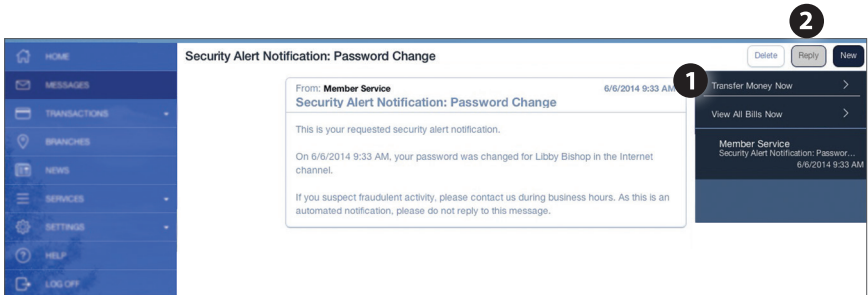 2
HOME
Security Alert Notification: Password Change
Delete
Reply
New
MESSAGES
From: Member Service
6/6/2014 9:33 AM
1
Transfer Money Now
Security Alert Notification: Password Change
TRANSACTIONS
View All Bills Now
This is your requested security alert notification.
BRANCHES
On 6/6/2014 9:33 AM, your password was changed for Libby Bishop in the Internet
channel.
Member Service
Security Alert Notification: Passwor...
6/6/2014 9:33 AM
NEWS
SERVICES
If you suspect fraudulent activity, please contact us during business hours. As this is an
automated notification, please do not reply to this message.
SETTINGS
HELP
LOG OFF